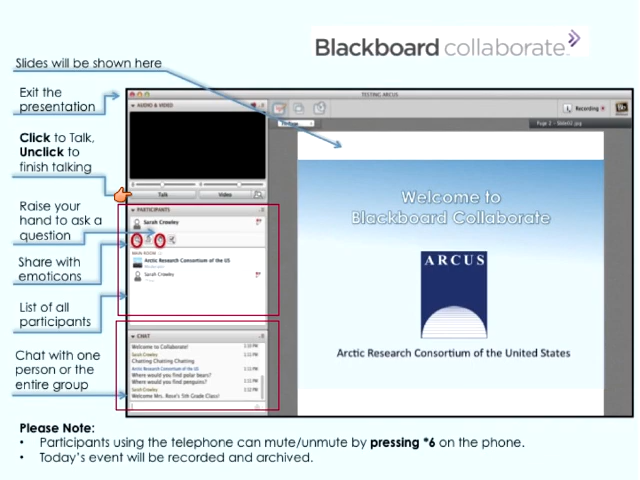 Blackboard collaborate
Slides will be shown here
Exit the
presentation
Click to Talk,
Unclick to
finish talking
Raise your
hand to ask a
question
Share with
emoticons
List of all
participants
Chat with one
person or the
entire group
TESTING ARCUS
AUDIO & VIDEO
Talk
Video
PARTICIPANTS
Sarah Crowley
MAIN ROOM
Arctic Research Consortium of the US
Moderator
Sarah Crowley
CHAT
Welcome to Collaborate!
Sarah Crowley
Chatting Chatting Chatting
Arctic Research Consortium of the US
Where would you find polar bears?
Where would you find penguins?
Sarah Crowley
Welcome Mrs. Rose's 5th Grade Class!
Recording
Welcome to
Blackboard Collaborate
ARCUS
Arctic Research Consortium of the United States
Please Note:
• Participants using the telephone can mute/unmute by pressing *6 on the phone.
• Today's event will be recorded and archived.